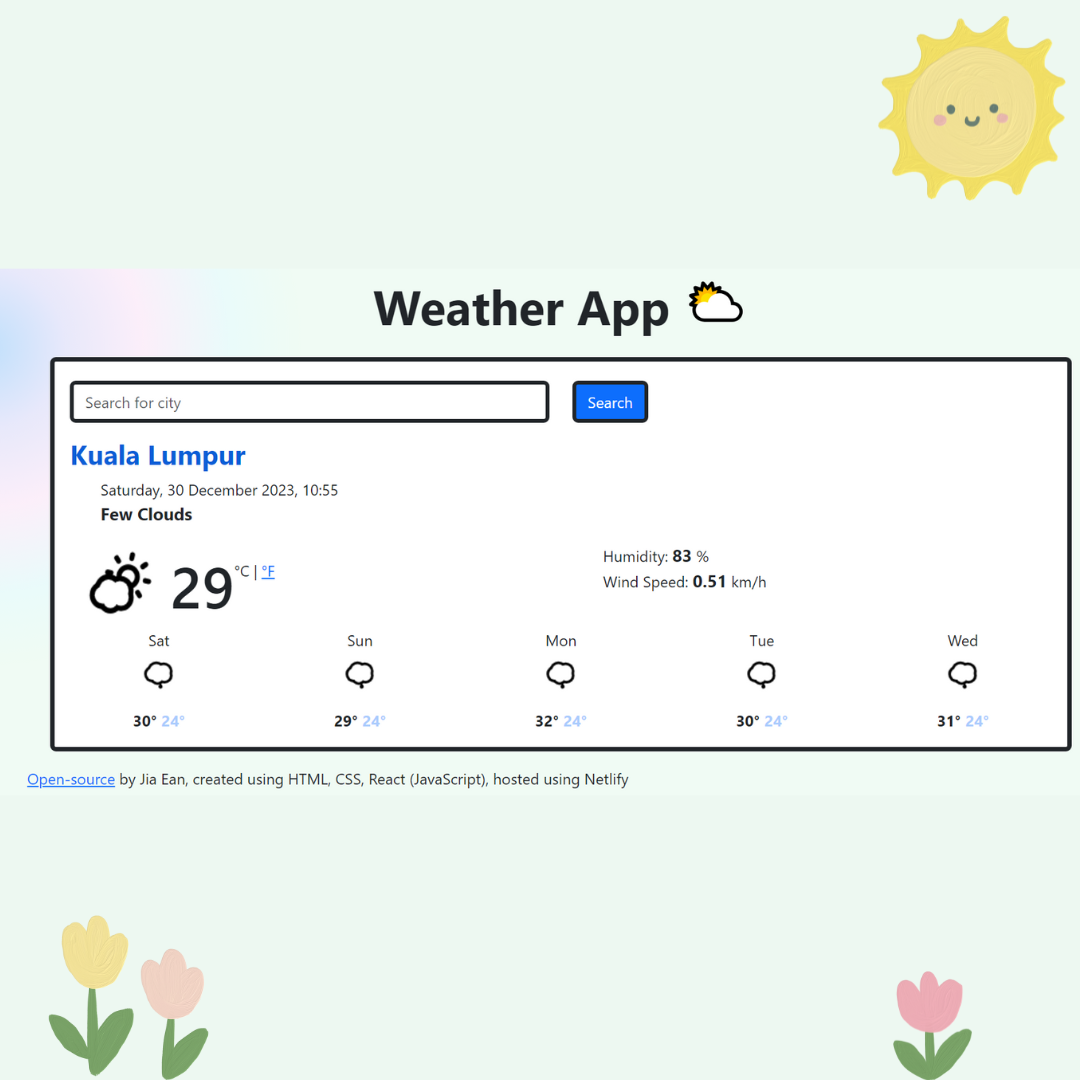 Weather App
Search for city
Search
Kuala Lumpur
Saturday, 30 December 2023, 10:55
Few Clouds
29 °C | °F
Humidity: 83 %
Wind Speed: 0.51 km/h
Sat Sun Mon Tue Wed
30° 24° 29° 24° 32° 24° 30° 24° 31° 24°
Open-source by Jia Ean, created using HTML, CSS, React (JavaScript), hosted using Netlify